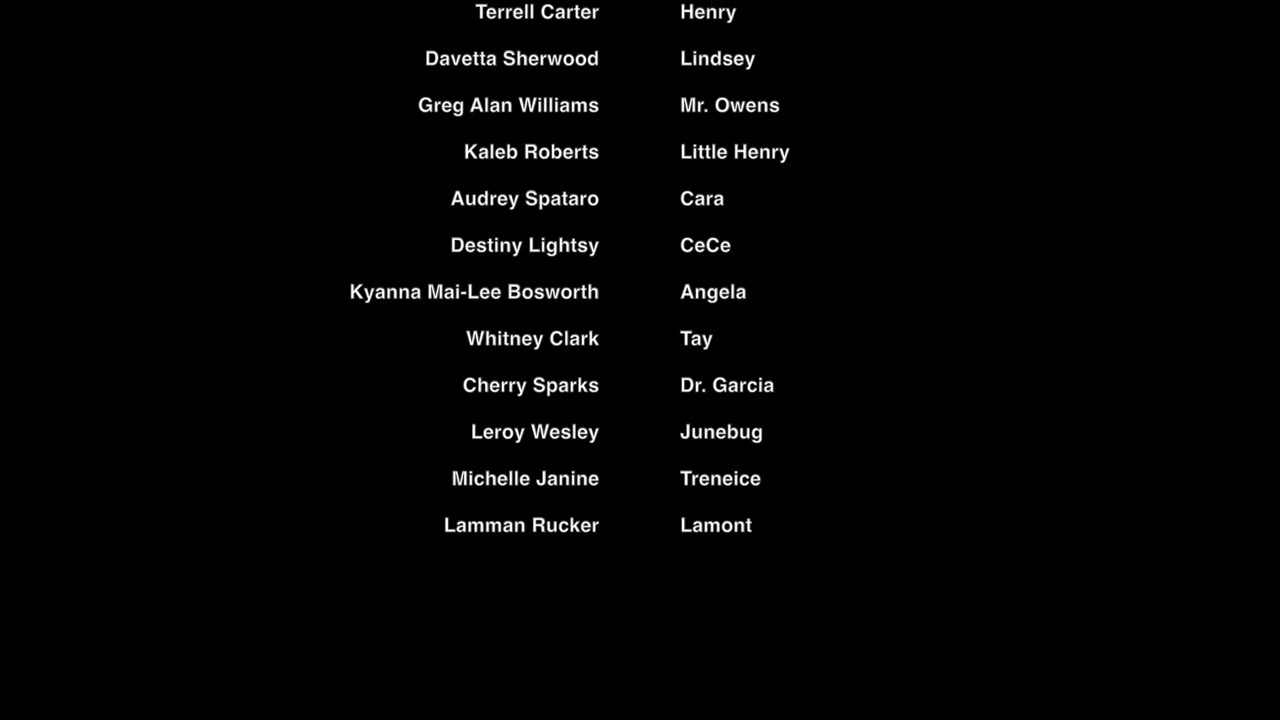 Terrell Carter Henry
Davetta Sherwood Lindsey
Greg Alan Williams Mr. Owens
Kaleb Roberts Little Henry
Audrey Spataro Cara
Destiny Lightsy CeCe
Kyanna Mai-Lee Bosworth Angela
Whitney Clark Tay
Cherry Sparks Dr. Garcia
Leroy Wesley Junebug
Michelle Janine Treneice
Lamman Rucker Lamont